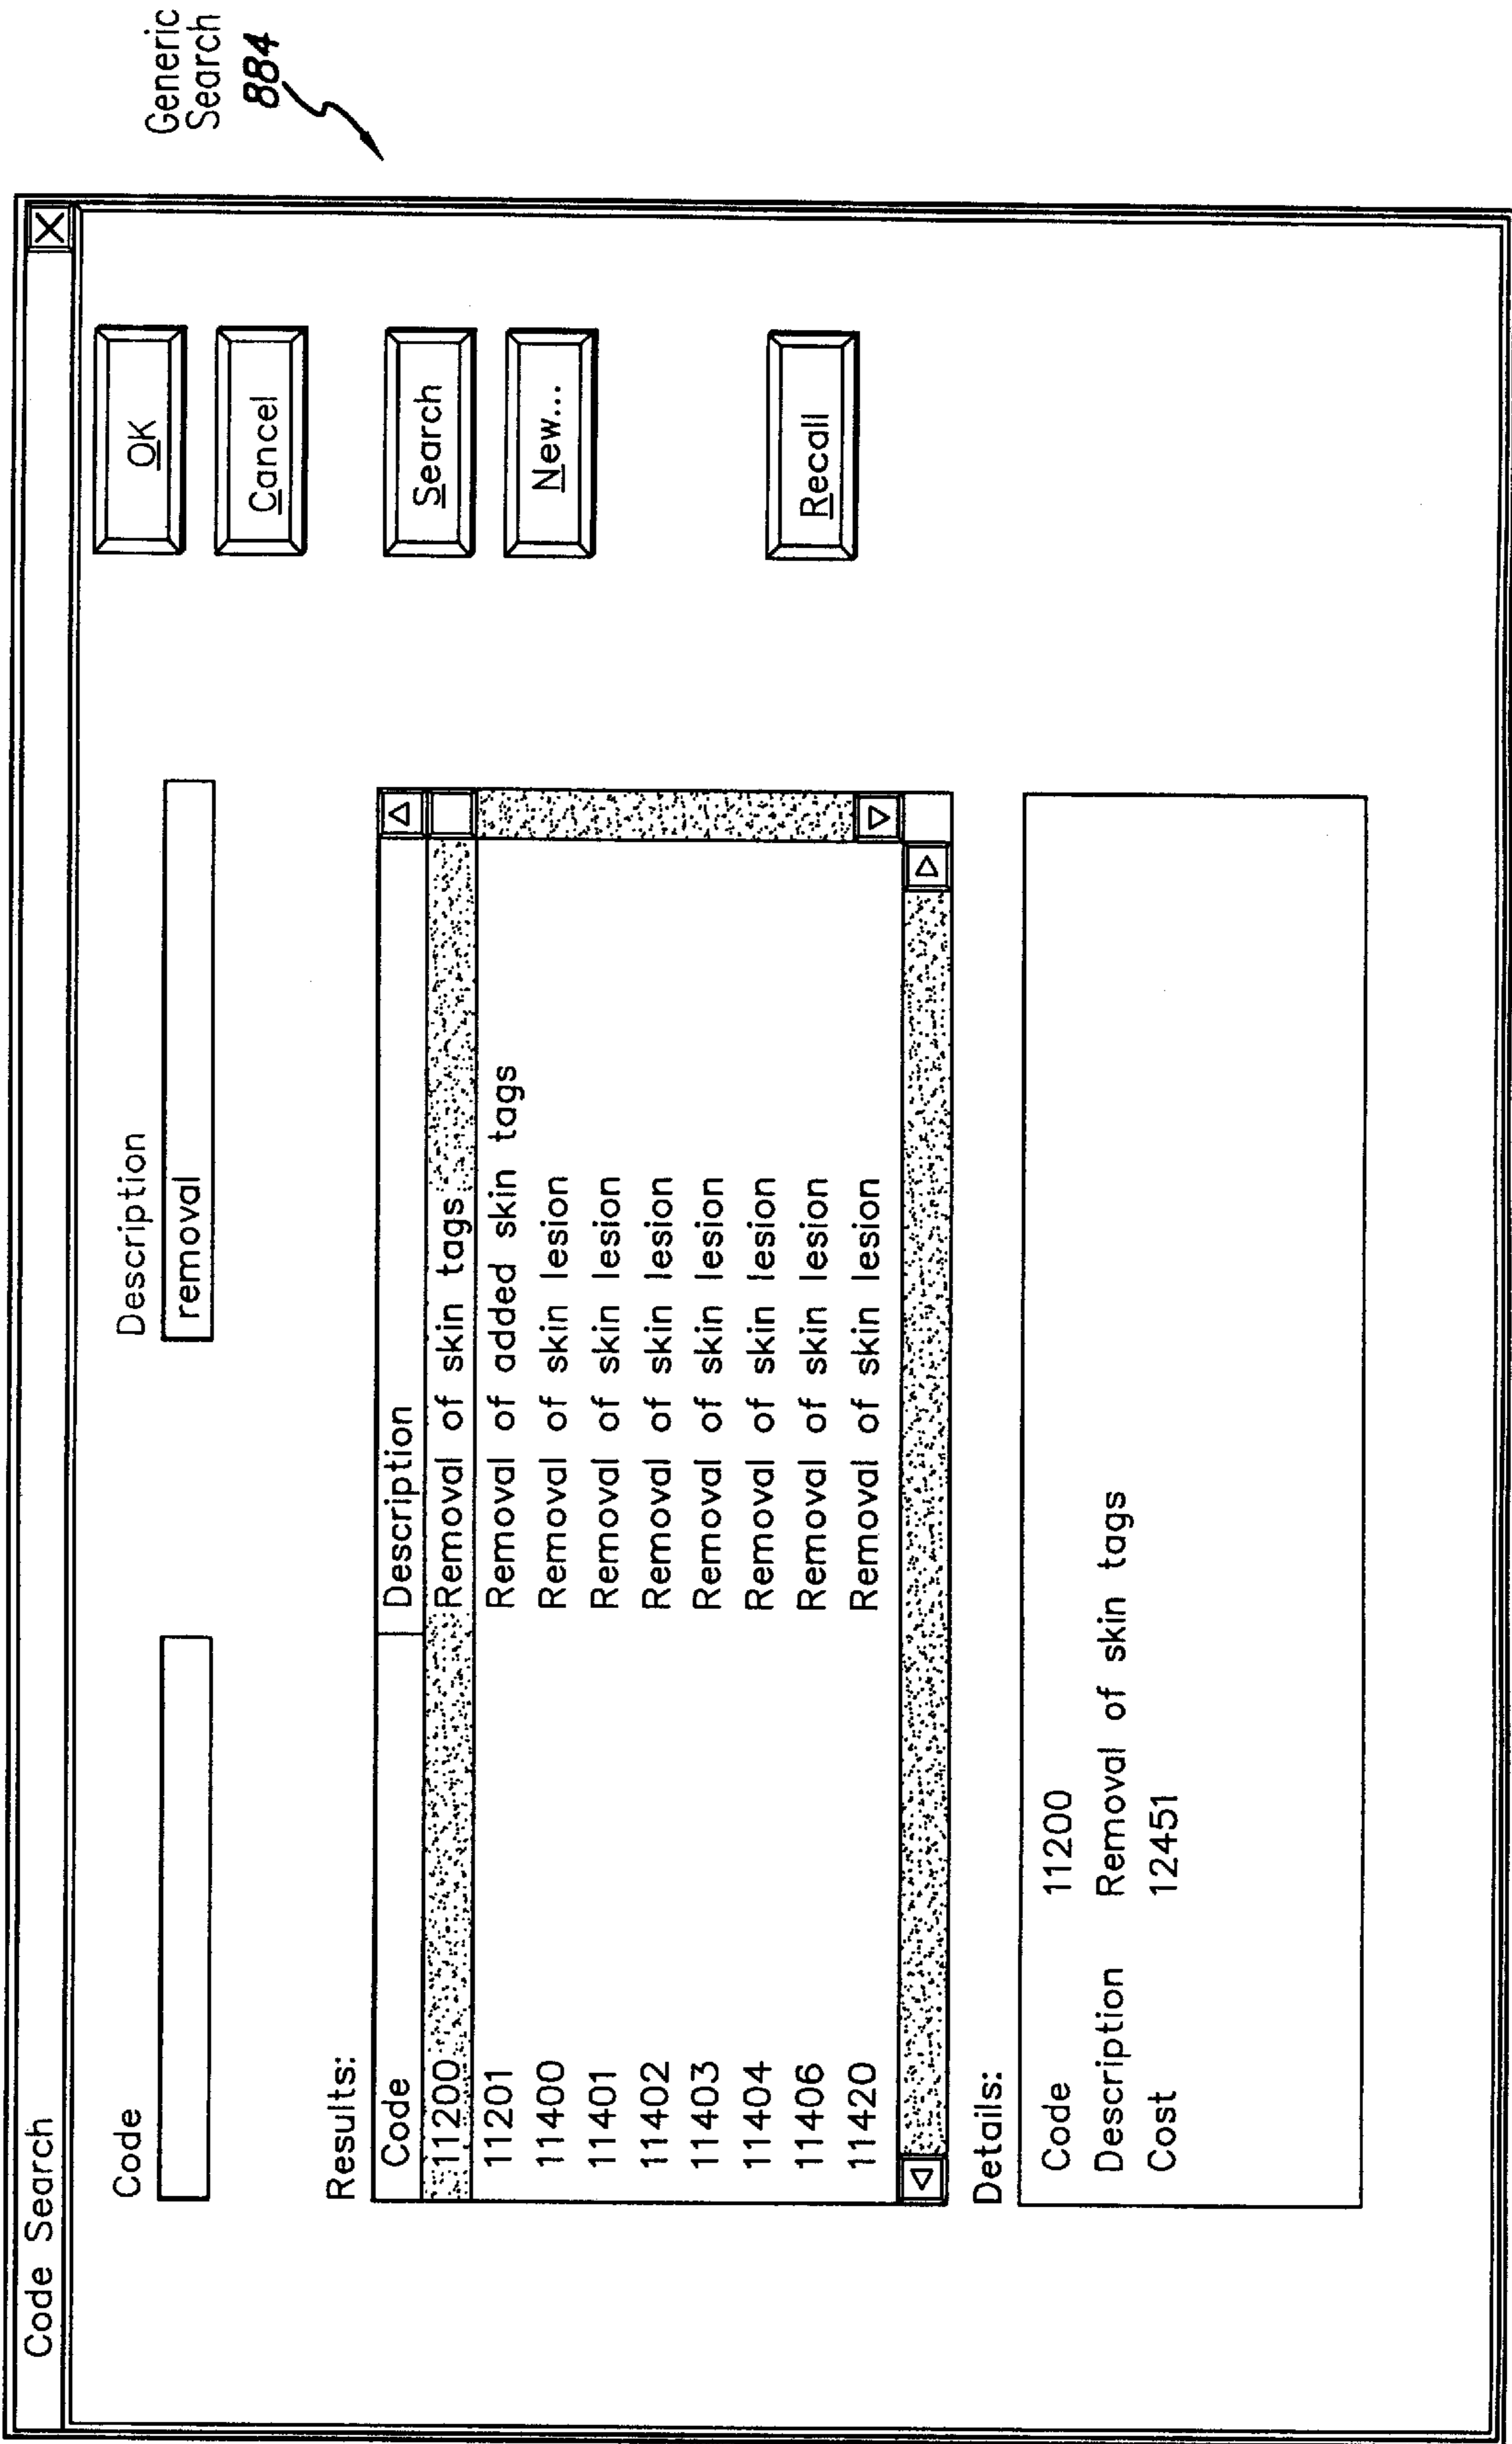 Generic
Search
884
Code Search
Code
Description
removal
OK
Cancel
Search
New...
Recall
Results:
Code Description
11200 Removal of skin tags
11201 Removal of added skin tags
11400 Removal of skin lesion
11401 Removal of skin lesion
11402 Removal of skin lesion
11403 Removal of skin lesion
11404 Removal of skin lesion
11406 Removal of skin lesion
11420 Removal of skin lesion
Details:
Code 11200
Description Removal of skin tags
Cost 12451